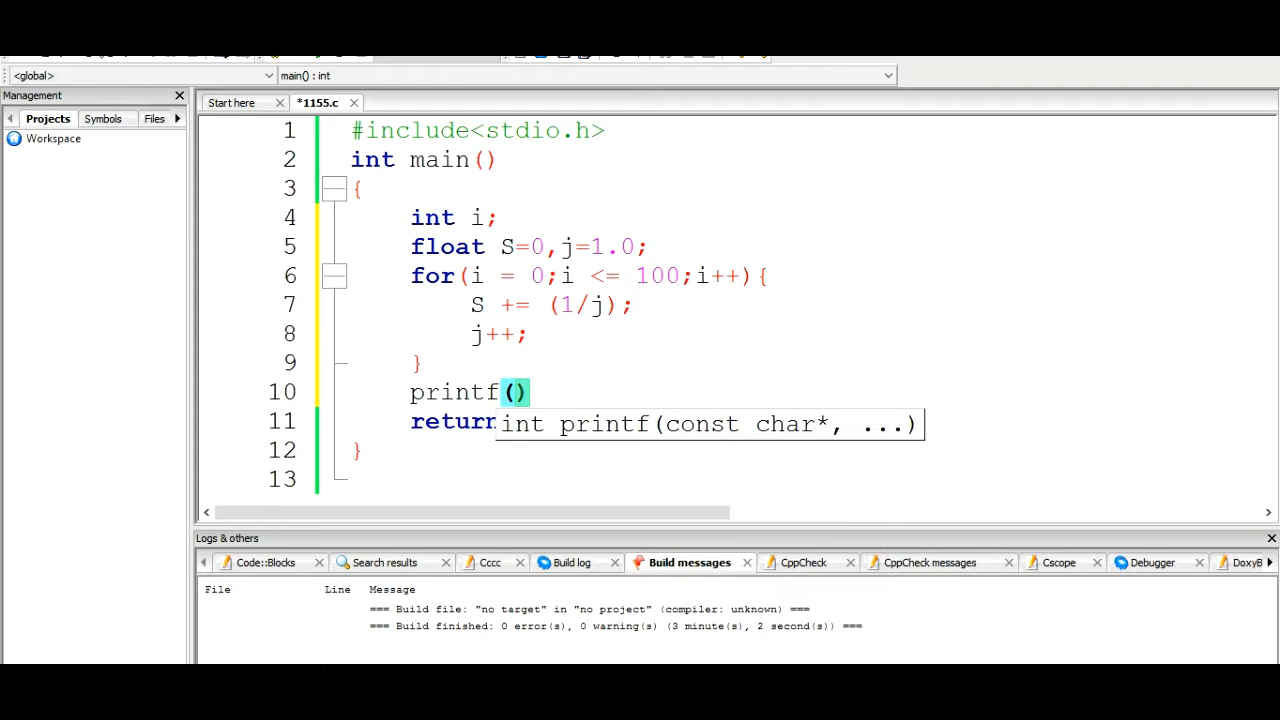 <global> main() : int
Management
Projects Symbols Files
Workspace
Start here *1155.c
1 #include<stdio.h>
2 int main()
3 {
4 int i;
5 float S=0,j=1.0;
6 for(i = 0;i <= 100;i++){
7 S += (1/j);
8 j++;
9 }
10 printf()
11 return
int printf(const char*, ...)
12 }
13
Logs & others
Code::Blocks Search results Cccc Build log Build messages CppCheck CppCheck messages Cscope Debugger DoxyB
File Line Message
=== Build file: "no target" in "no project" (compiler: unknown) ===
=== Build finished: 0 error(s), 0 warning(s) (3 minute(s), 2 second(s)) ===